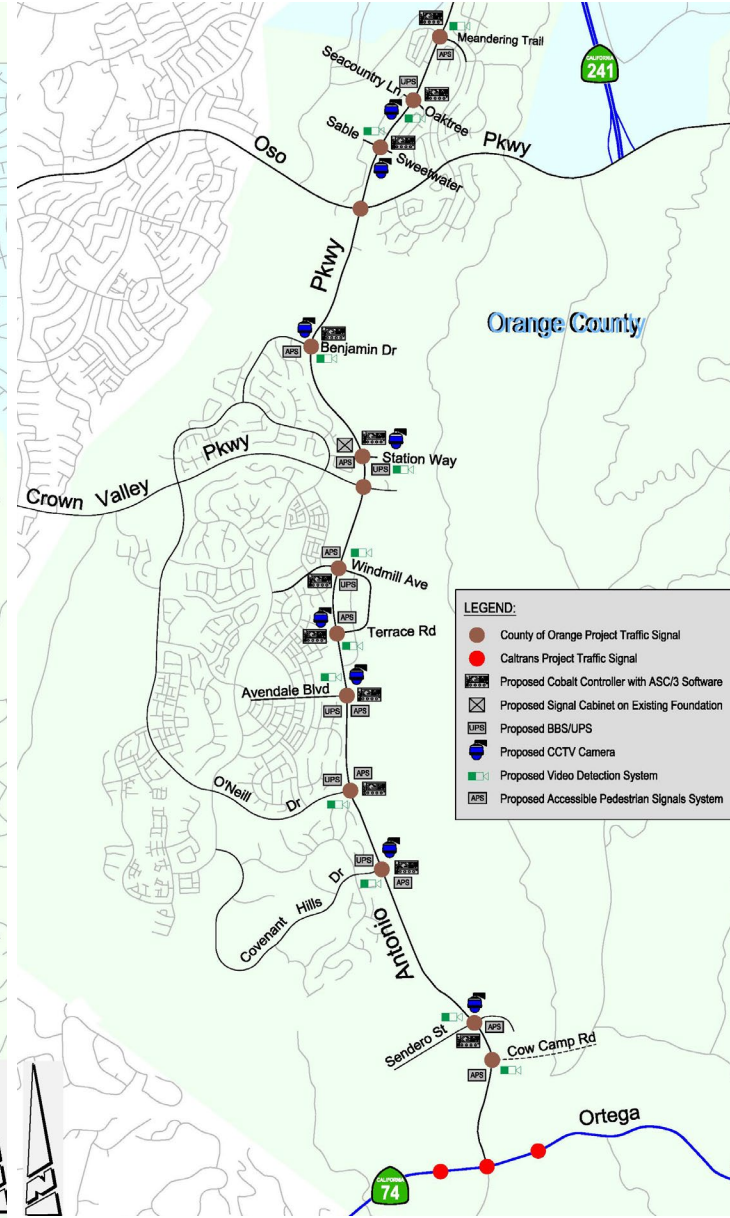 Meandering Trail
APS
CALIFORNIA
241
Seacountry Ln
UPS
Oaktree
Sable
Sweetwater
Oso
Pkwy
Pkwy
Orange County
Benjamin Dr
APS
Station Way
APS
UPS
Crown Valley
Pkwy
APS
Windmill Ave
UPS
APS
Terrace Rd
Avendale Blvd
UPS
APS
O'Neill
Dr
UPS
APS
UPS
APS
Covenant Hills Dr
Antonio
Sendero St
APS
Cow Camp Rd
APS
Ortega
CALIFORNIA
74
LEGEND:
County of Orange Project Traffic Signal
Caltrans Project Traffic Signal
Proposed Cobalt Controller with ASC/3 Software
Proposed Signal Cabinet on Existing Foundation
UPS Proposed BBS/UPS
Proposed CCTV Camera
Proposed Video Detection System
APS Proposed Accessible Pedestrian Signals System
N